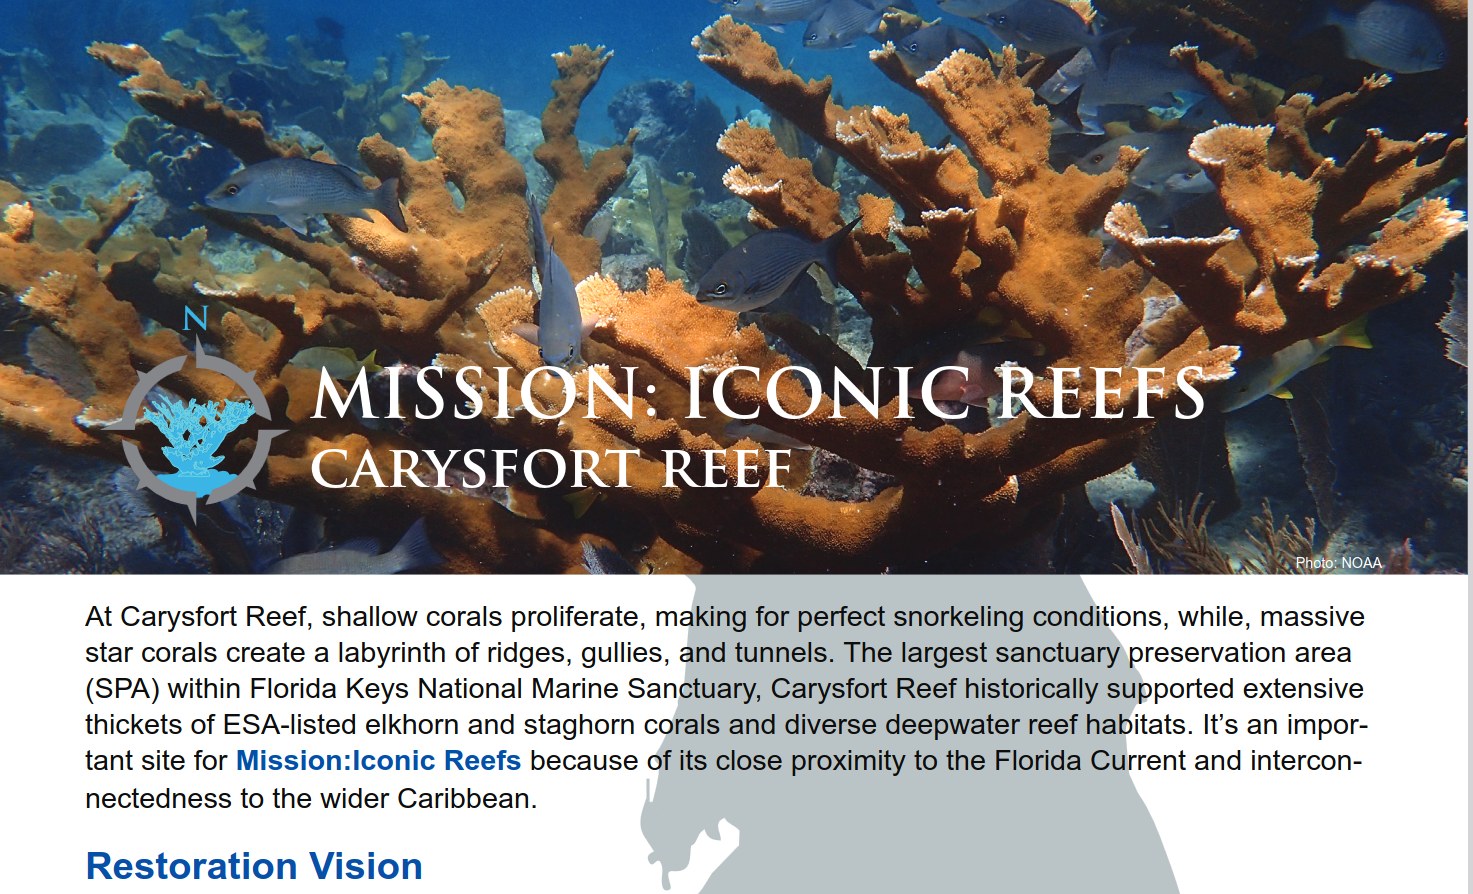 N
MISSION: ICONIC REEFS
CARYSFORT REEF
Photo: NOAA
At Carysfort Reef, shallow corals proliferate, making for perfect snorkeling conditions, while, massive
star corals create a labyrinth of ridges, gullies, and tunnels. The largest sanctuary preservation area
(SPA) within Florida Keys National Marine Sanctuary, Carysfort Reef historically supported extensive
thickets of ESA-listed elkhorn and staghorn corals and diverse deepwater reef habitats. It’s an impor-
tant site for Mission:Iconic Reefs because of its close proximity to the Florida Current and intercon-
nectedness to the wider Caribbean.
Restoration Vision